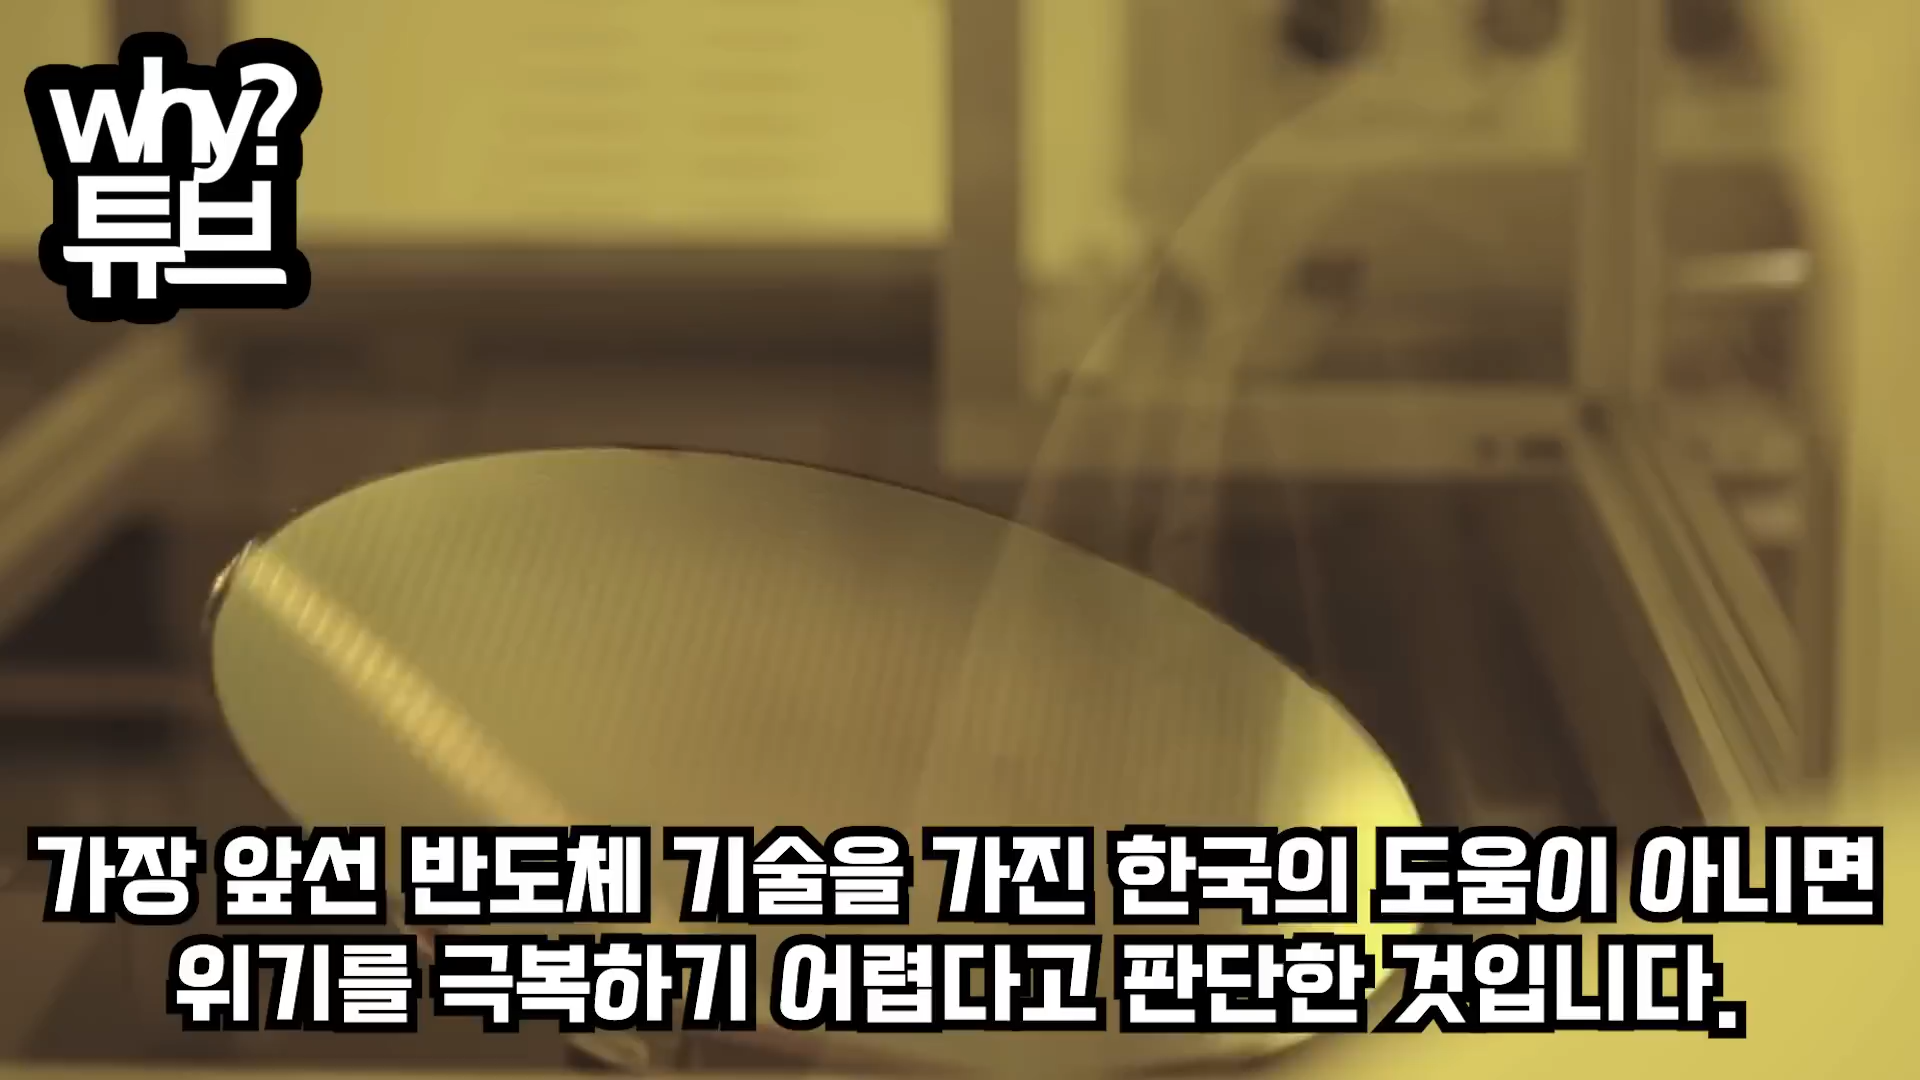 why?
튜브
가장 앞선 반도체 기술을 가진 한국의 도움이 아니면
위기를 극복하기 어렵다고 판단한 것입니다.